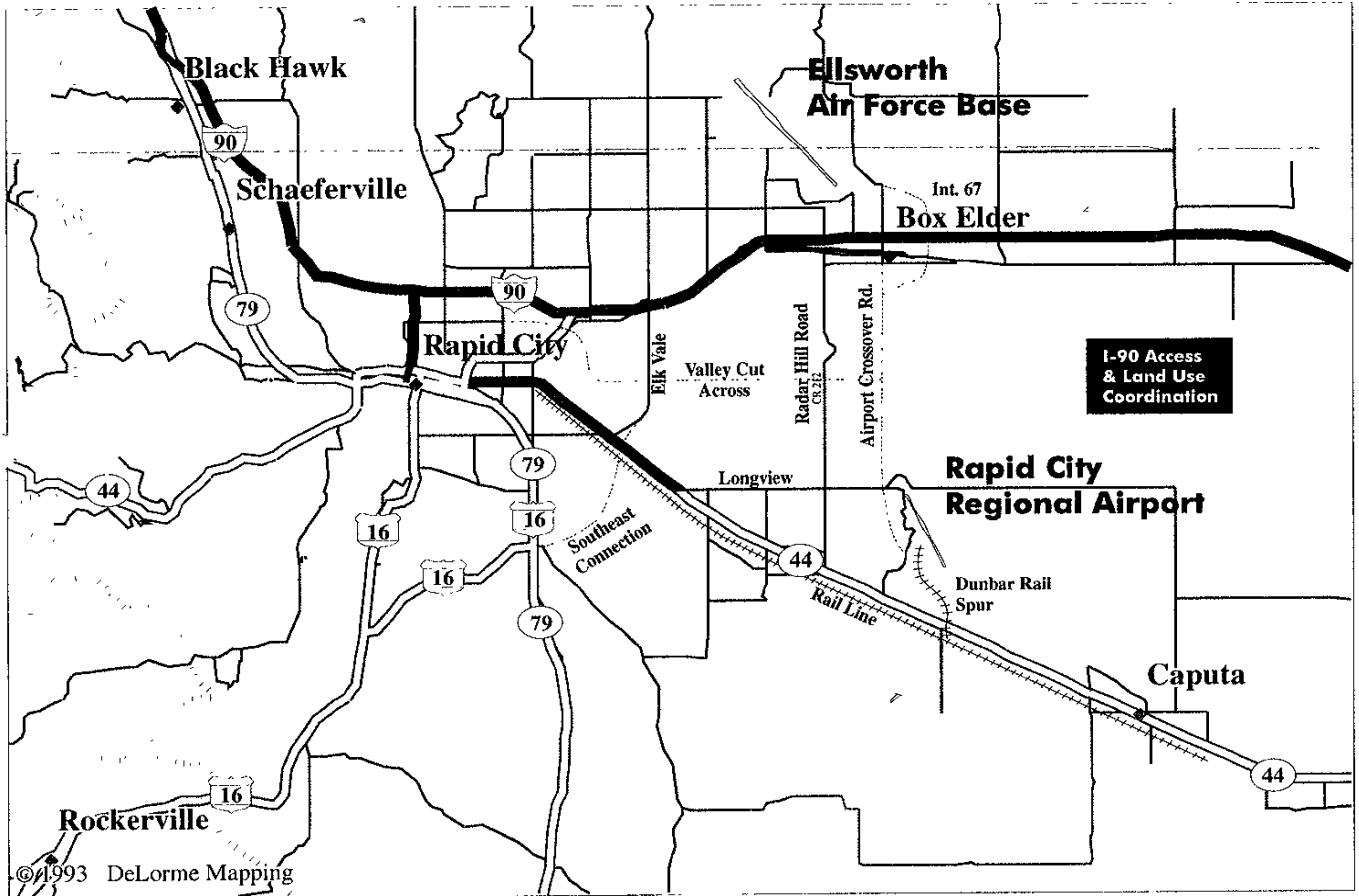 Black Hawk
Ellsworth
Air Force Base
90
Schaeferville
Int. 67
Box Elder
90
79
Rapid City
Elk Vale
Valley Cut
Across
Radar Hill Road
CR 212
Airport Crossover Rd.
I-90 Access
& Land Use
Coordination
79
44
Longview
Rapid City
Regional Airport
16
16
Southeast
Connection
16
44
Dunbar Rail
Spur
Rail Line
79
Caputa
44
16
Rockerville
©1993 DeLorme Mapping